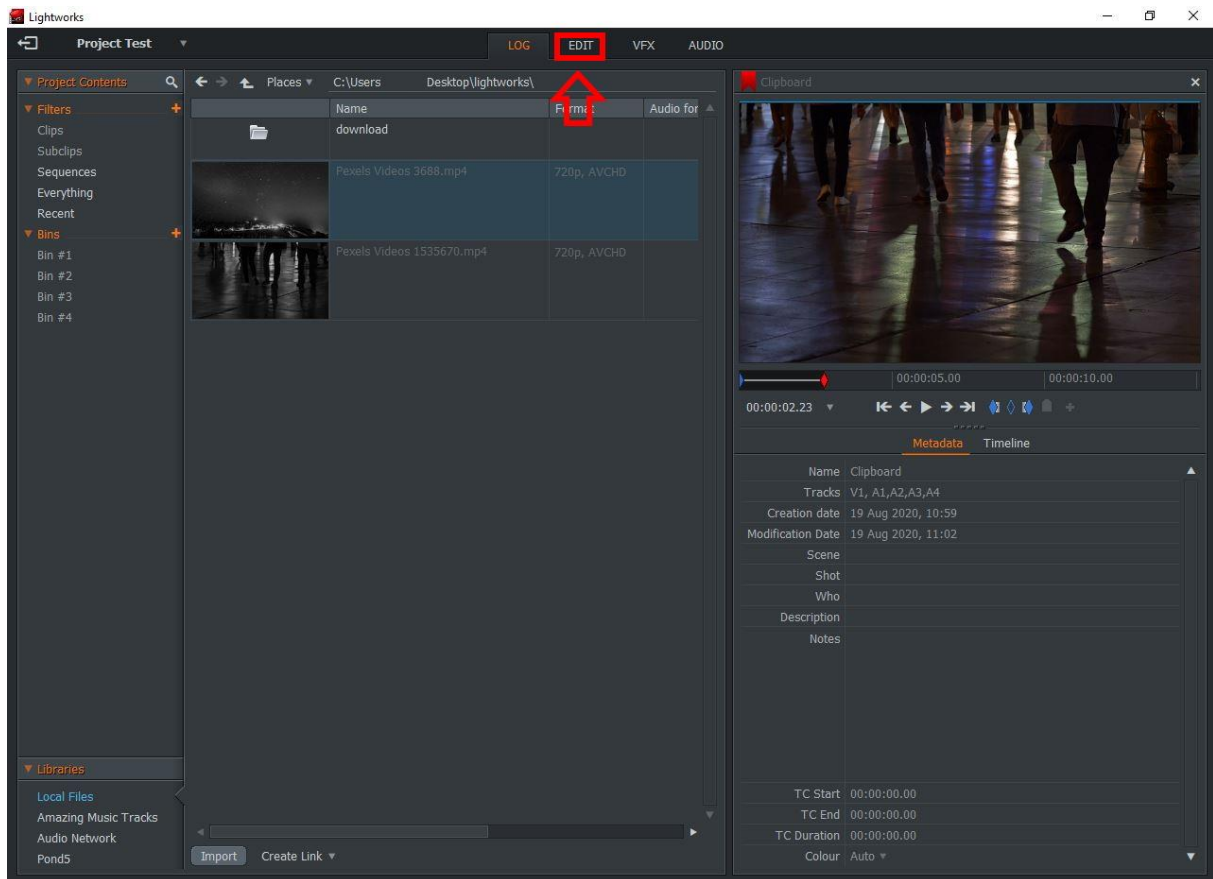 Lightworks
Project Test
LOG EDIT VFX AUDIO
Project Contents
Filters
Clips
Subclips
Sequences
Everything
Recent
Bins
Bin #1
Bin #2
Bin #3
Bin #4
Libraries
Local Files
Amazing Music Tracks
Audio Network
Pond5
Places C:\Users Desktop\lightworks\
Name Format Audio for
download
Pexels Videos 3688.mp4 720p, AVCHD
Pexels Videos 1535670.mp4 720p, AVCHD
Import Create Link
Clipboard
00:00:05.00 00:00:10.00
00:00:02.23
Metadata Timeline
Name Clipboard
Tracks V1, A1,A2,A3,A4
Creation date 19 Aug 2020, 10:59
Modification Date 19 Aug 2020, 11:02
Scene
Shot
Who
Description
Notes
TC Start 00:00:00.00
TC End 00:00:00.00
TC Duration 00:00:00.00
Colour Auto